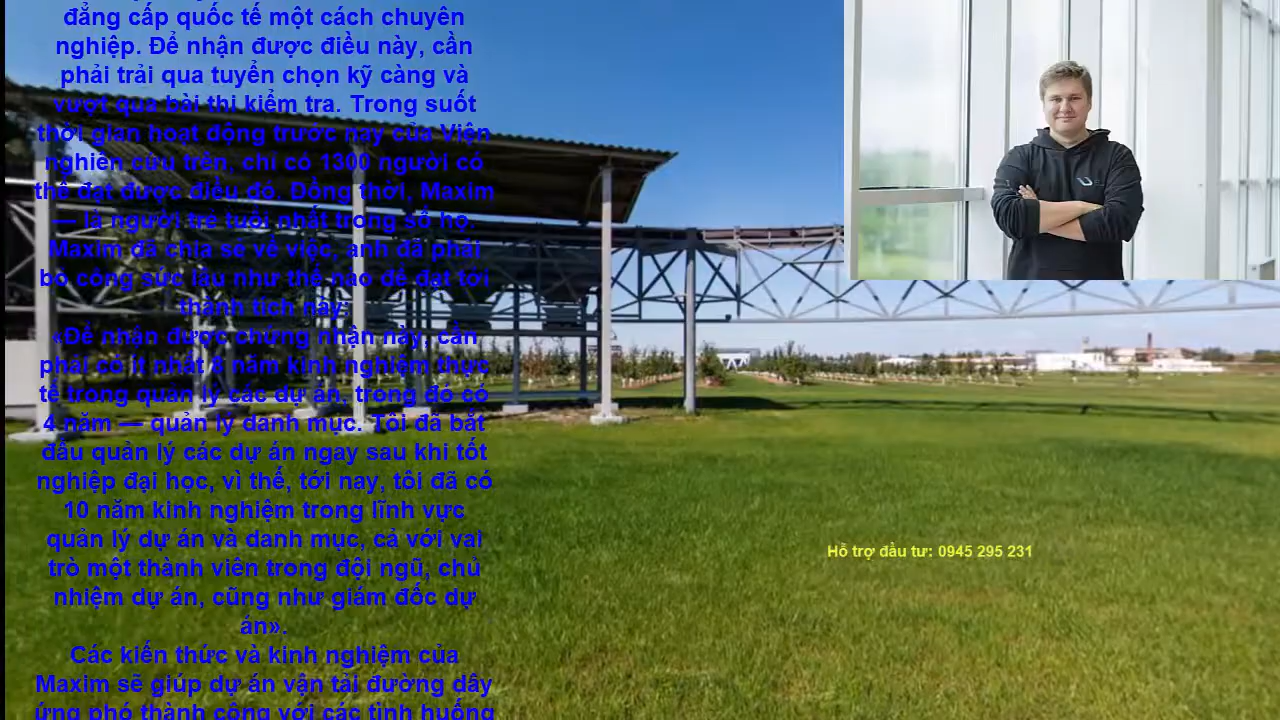 đẳng cấp quốc tế một cách chuyên
nghiệp. Để nhận được điều này, cần
phải trải qua tuyển chọn kỹ càng và
vượt qua bài thi kiểm tra. Trong suốt
thời gian hoạt động trước nay của Viện
nghiên cứu trên, chỉ có 1300 người có
thể đạt được điều đó. Đồng thời, Maxim
— là người trẻ tuổi nhất trong số họ.
Maxim đã chia sẻ về việc, anh đã phải
bỏ công sức lâu như thế nào để đạt tới
thành tích này:
«Để nhận được chứng nhận này, cần
phải có ít nhất 8 năm kinh nghiệm thực
tế trong quản lý các dự án, trong đó có
4 năm — quản lý danh mục. Tôi đã bắt
đầu quản lý các dự án ngay sau khi tốt
nghiệp đại học, vì thế, tới nay, tôi đã có
10 năm kinh nghiệm trong lĩnh vực
quản lý dự án và danh mục, cả với vai
trò một thành viên trong đội ngũ, chủ
nhiệm dự án, cũng như giám đốc dự
án».
Các kiến thức và kinh nghiệm của
Maxim sẽ giúp dự án vận tải đường dây
ứng phó thành công với các tình huống
Hỗ trợ đầu tư: 0945 295 231